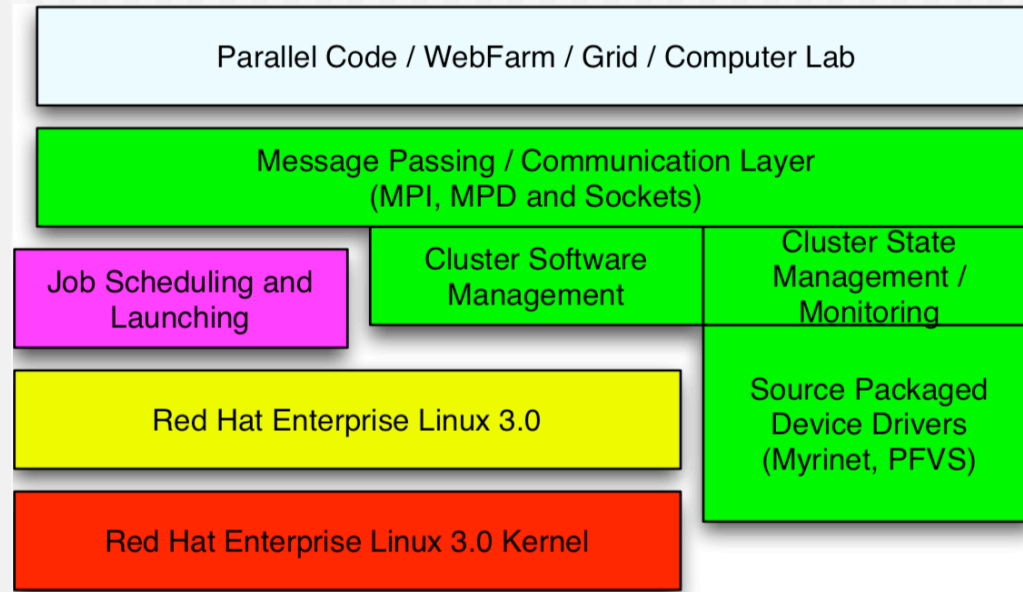 Parallel Code / WebFarm / Grid / Computer Lab
Message Passing / Communication Layer
(MPI, MPD and Sockets)
Job Scheduling and
Launching
Cluster Software
Management
Cluster State
Management /
Monitoring
Red Hat Enterprise Linux 3.0
Source Packaged
Device Drivers
(Myrinet, PFVS)
Red Hat Enterprise Linux 3.0 Kernel